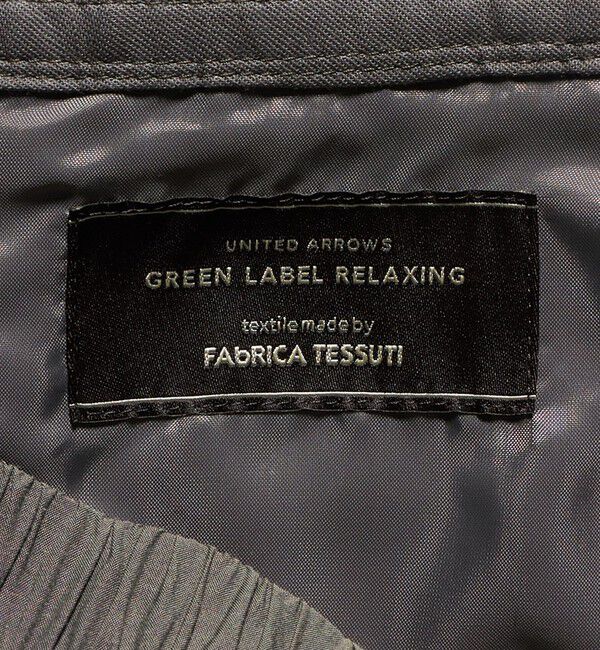 UNITED ARROWS
GREEN LABEL RELAXING
textile made by
FAbRICA TESSUTI